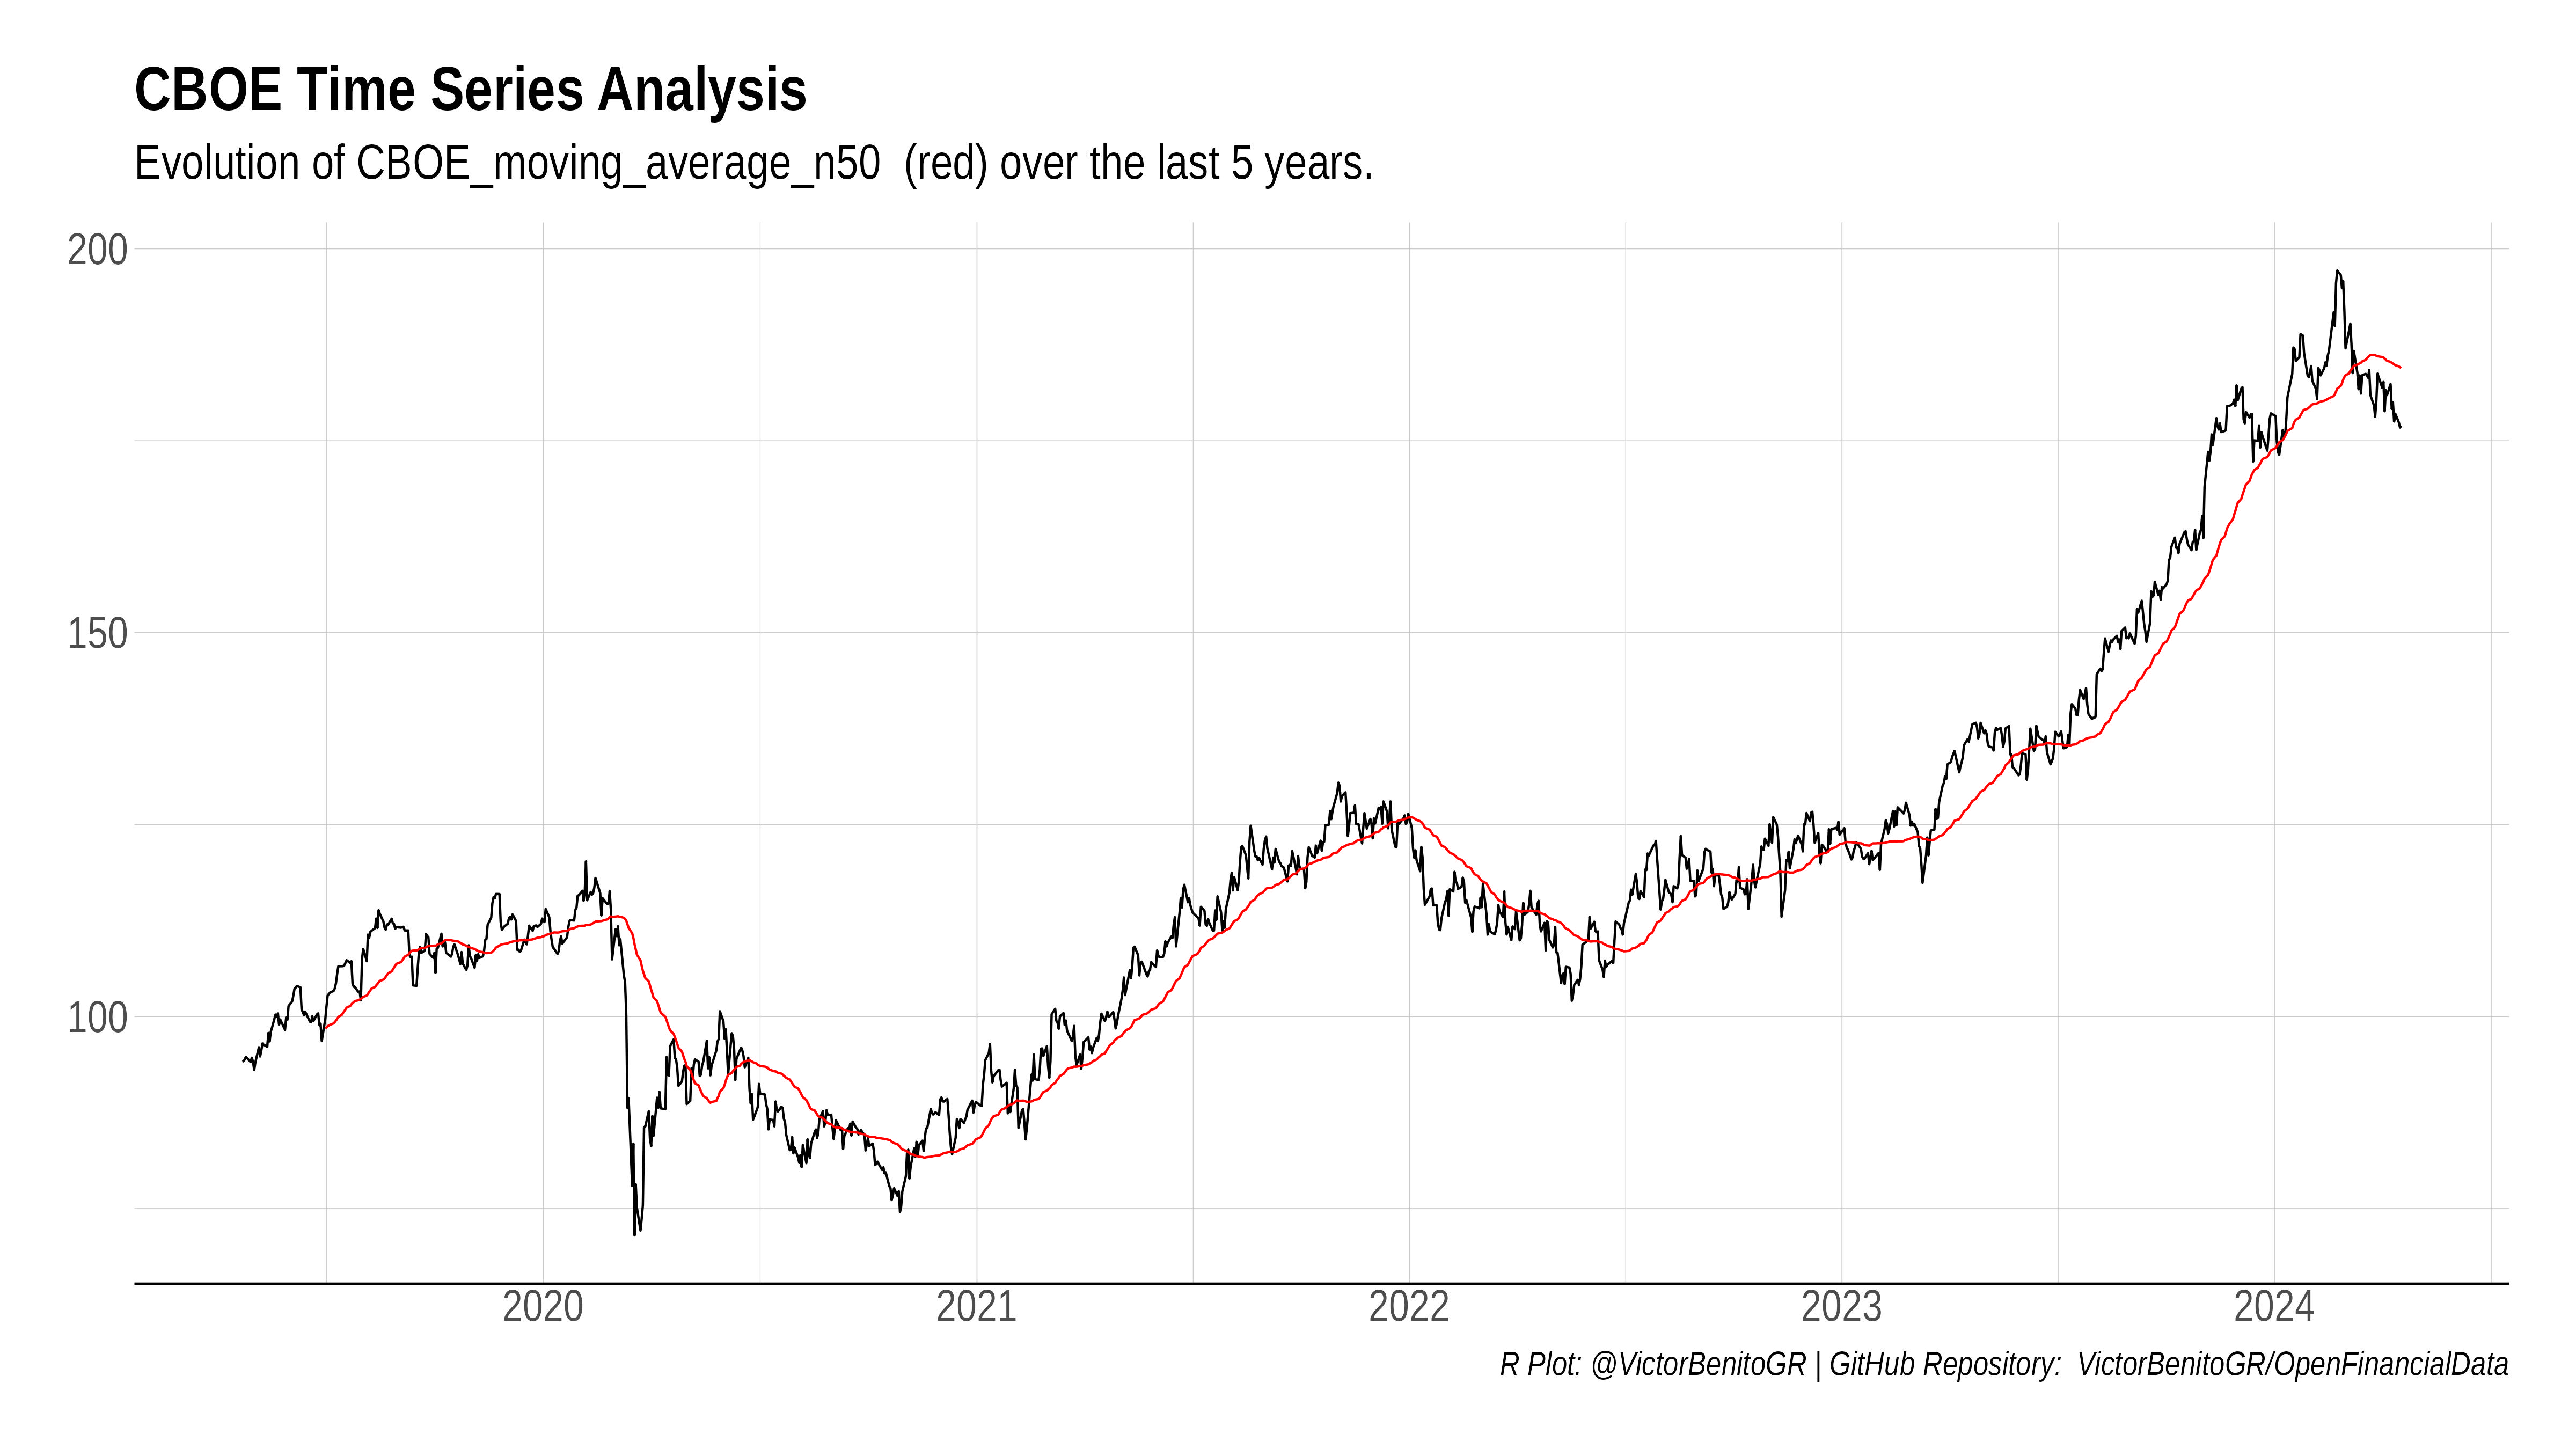 CBOE Time Series Analysis
Evolution of CBOE_moving_average_n50  (red) over the last 5 years.
200
150
100
2020 2021 2022 2023 2024
R Plot: @VictorBenitoGR | GitHub Repository:  VictorBenitoGR/OpenFinancialData